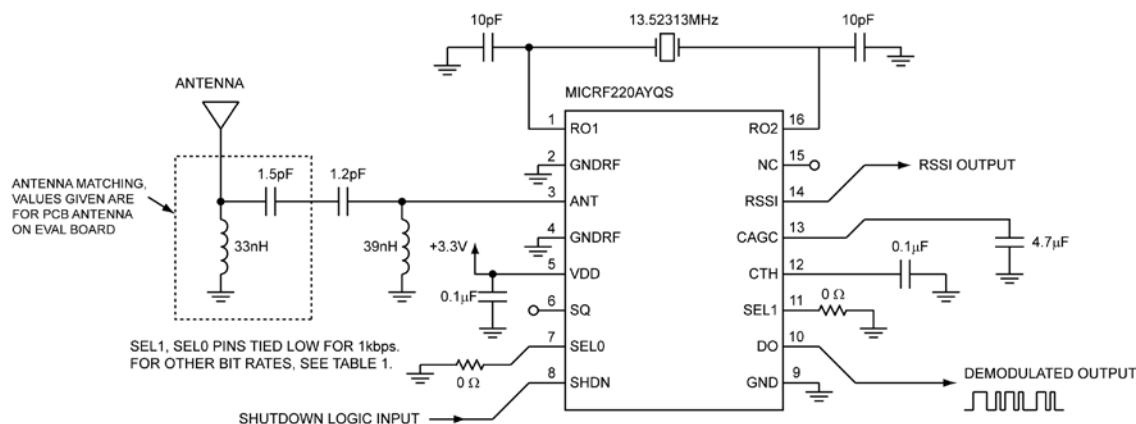 10pF
13.52313MHz
10pF
ANTENNA
MICRF220AYQS
1
RO1
RO2
16
2
GNDRF
NC
15
RSSI OUTPUT
ANTENNA MATCHING,
VALUES GIVEN ARE
FOR PCB ANTENNA
ON EVAL BOARD
1.5pF
1.2pF
3
ANT
RSSI
14
33nH
39nH
+3.3V
4
GNDRF
CAGC
13
4.7μF
5
VDD
CTH
12
0.1μF
0.1μF
6
SQ
SEL1
11
0 Ω
SEL1, SEL0 PINS TIED LOW FOR 1kbps.
FOR OTHER BIT RATES, SEE TABLE 1.
7
SEL0
DO
10
0 Ω
8
SHDN
GND
9
DEMODULATED OUTPUT
SHUTDOWN LOGIC INPUT